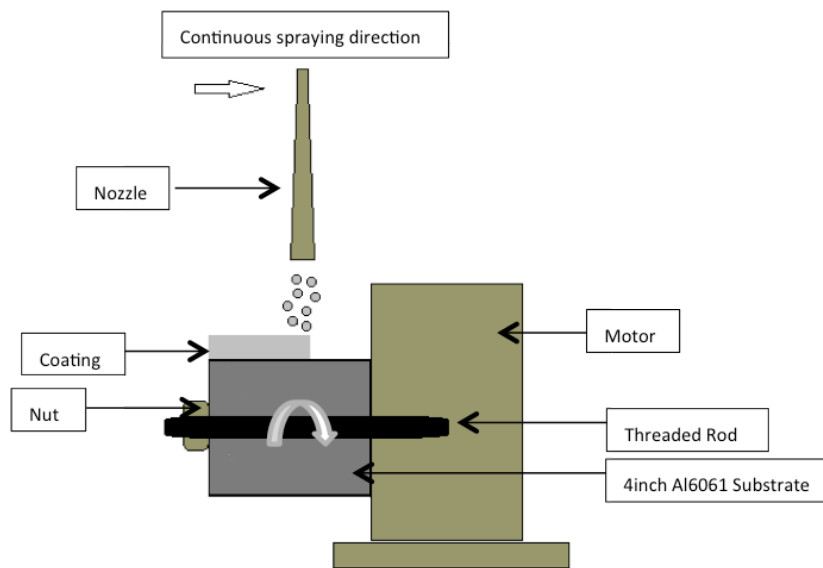 Continuous spraying direction
Nozzle
Motor
Coating
Nut
Threaded Rod
4inch Al6061 Substrate